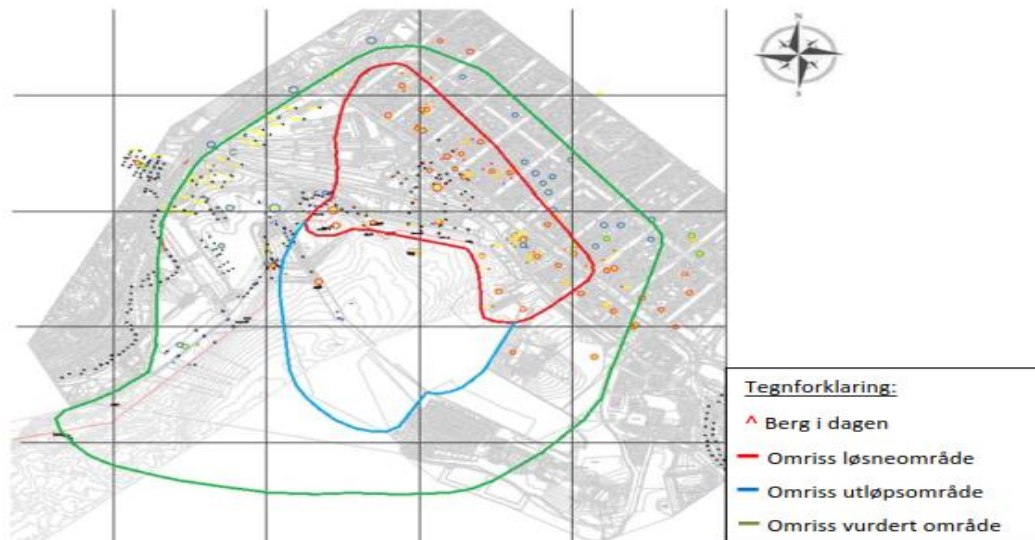 N
S
Tegnforklaring:
^ Berg i dagen
Omriss løsneområde
Omriss utløpsområde
Omriss vurdert område